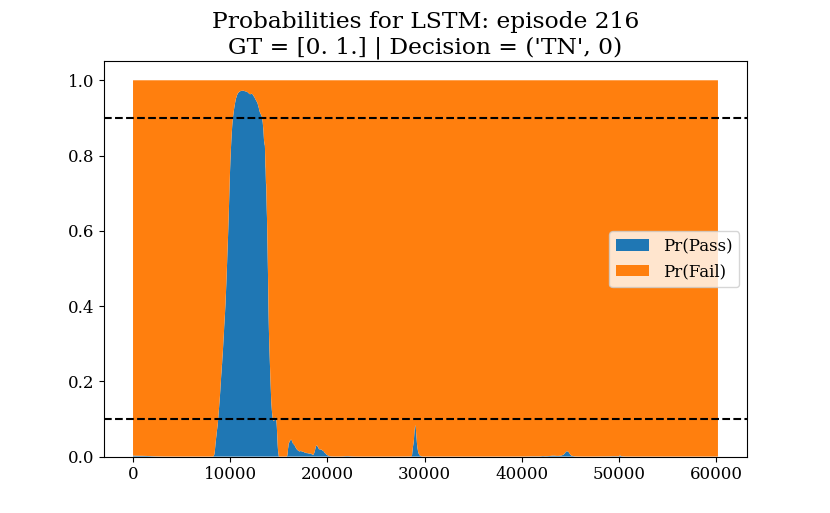 Probabilities for LSTM: episode 216
GT = [0. 1.] | Decision = ('TN', 0)
1.0
0.8
0.6
0.4
0.2
0.0
Pr(Pass)
Pr(Fail)
0 10000 20000 30000 40000 50000 60000